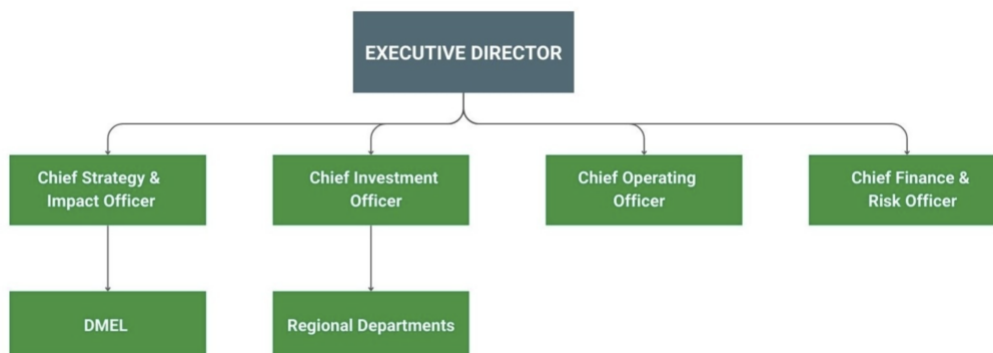 EXECUTIVE DIRECTOR
Chief Strategy &
Impact Officer
Chief Investment
Officer
Chief Operating
Officer
Chief Finance &
Risk Officer
DMEL
Regional Departments